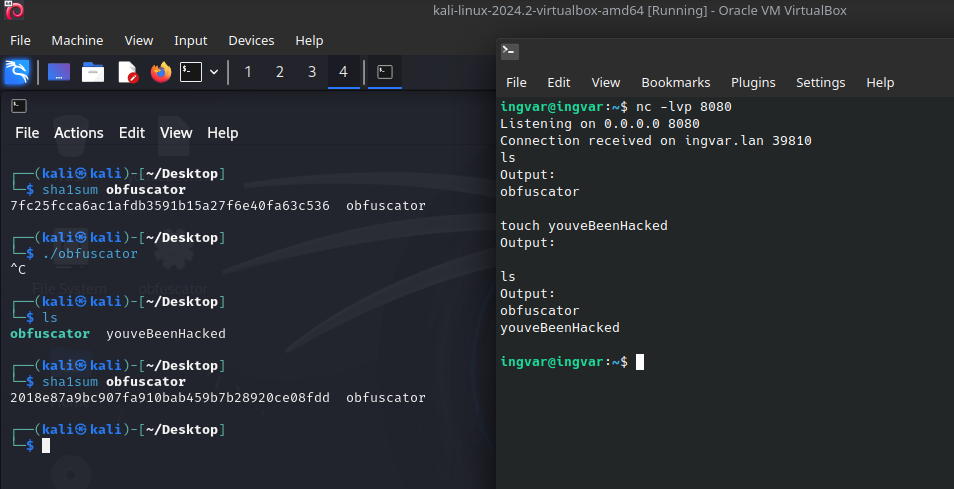 kali-linux-2024.2-virtualbox-amd64 [Running] - Oracle VM VirtualBox
File Machine View Input Devices Help
1 2 3 4
File Actions Edit View Help
┌──(kali㉿kali)-[~/Desktop]
└─$ sha1sum obfuscator
7fc25fcca6ac1afdb3591b15a27f6e40fa63c536  obfuscator
┌──(kali㉿kali)-[~/Desktop]
└─$ ./obfuscator
^C
File System obfuscator
┌──(kali㉿kali)-[~/Desktop]
└─$ ls
obfuscator  youveBeenHacked
┌──(kali㉿kali)-[~/Desktop]
└─$ sha1sum obfuscator
2018e87a9bc907fa910bab459b7b28920ce08fdd  obfuscator
┌──(kali㉿kali)-[~/Desktop]
└─$
File Edit View Bookmarks Plugins Settings Help
ingvar@ingvar:~$ nc -lvp 8080
Listening on 0.0.0.0 8080
Connection received on ingvar.lan 39810
ls
Output:
obfuscator
touch youveBeenHacked
Output:
ls
Output:
obfuscator
youveBeenHacked
ingvar@ingvar:~$